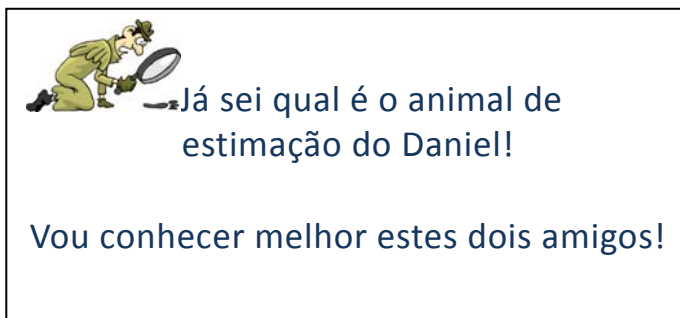 Já sei qual é o animal de
estimação do Daniel!
Vou conhecer melhor estes dois amigos!